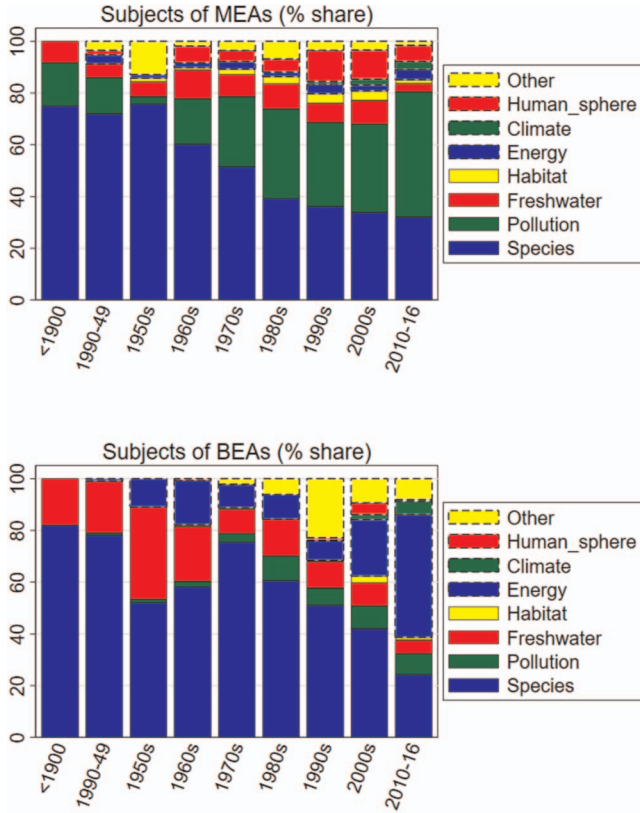 Subjects of MEAs (% share)
100
80
60
40
20
0
<1900
1990-49
1950s
1960s
1970s
1980s
1990s
2000s
2010-16
Other
Human_sphere
Climate
Energy
Habitat
Freshwater
Pollution
Species
Subjects of BEAs (% share)
100
80
60
40
20
0
<1900
1990-49
1950s
1960s
1970s
1980s
1990s
2000s
2010-16
Other
Human_sphere
Climate
Energy
Habitat
Freshwater
Pollution
Species